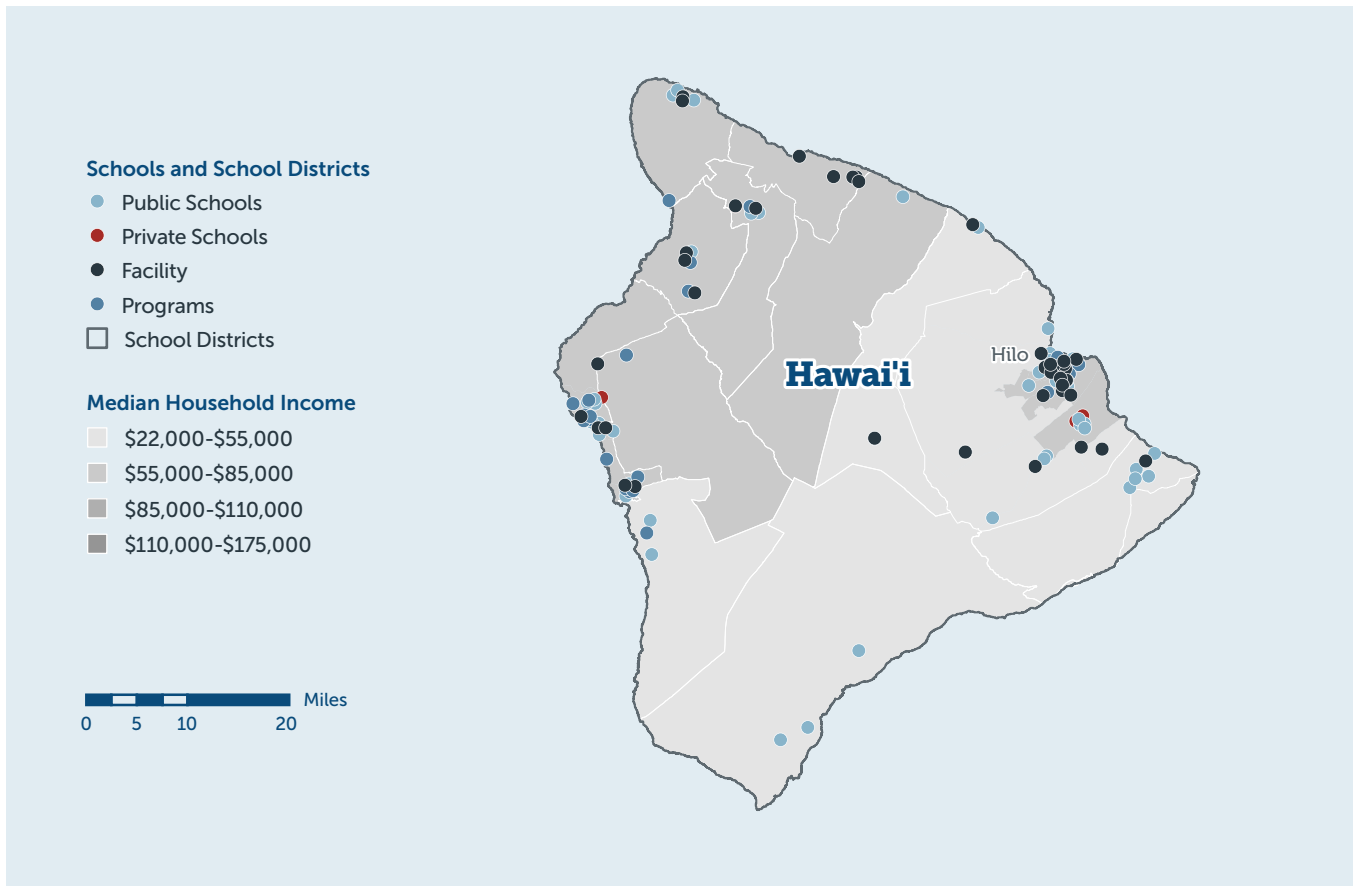 Schools and School Districts
Public Schools
Private Schools
Facility
Programs
School Districts
Median Household Income
$22,000-$55,000
$55,000-$85,000
$85,000-$110,000
$110,000-$175,000
Miles
0 5 10 20
Hilo
Hawai'i